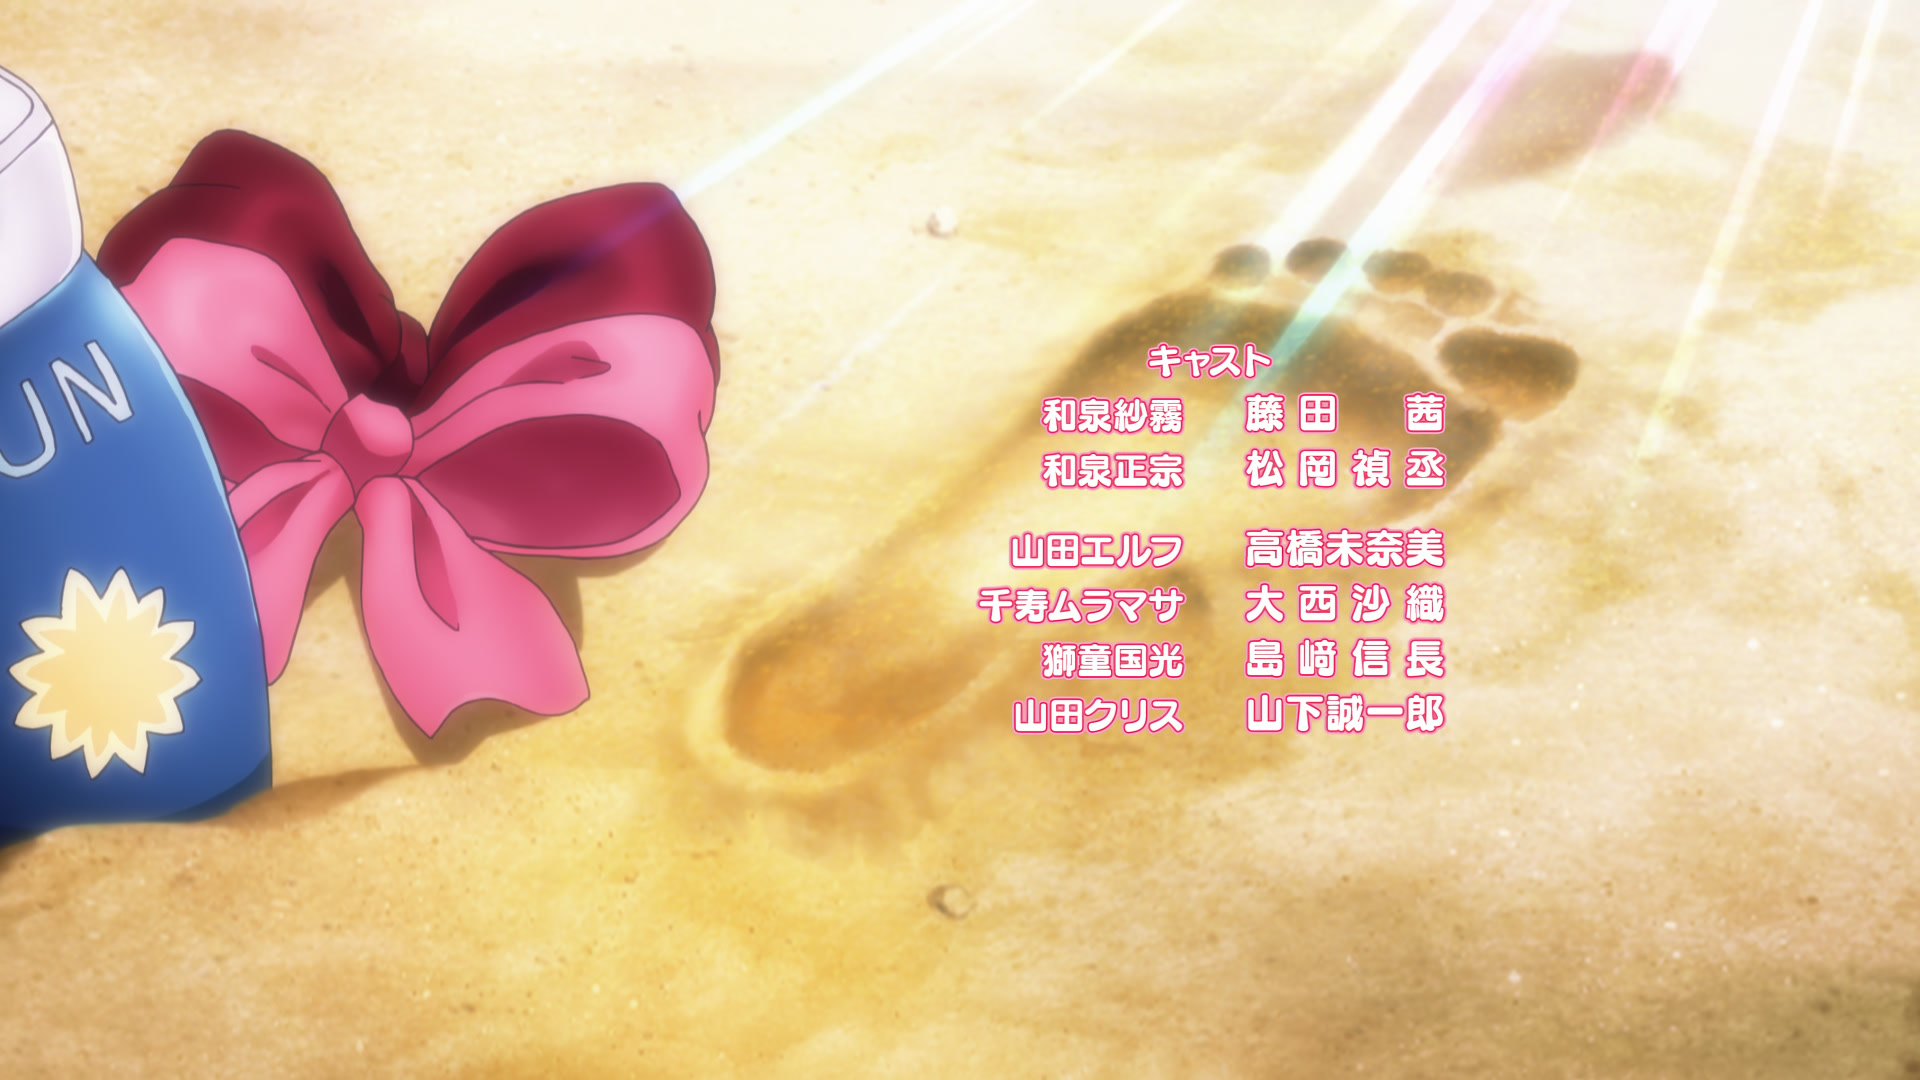 UN
キャスト
和泉紗霧 藤田 茜
和泉正宗 松岡禎丞
山田エルフ 高橋未奈美
千寿ムラマサ 大西沙織
獅童国光 島﨑信長
山田クリス 山下誠一郎